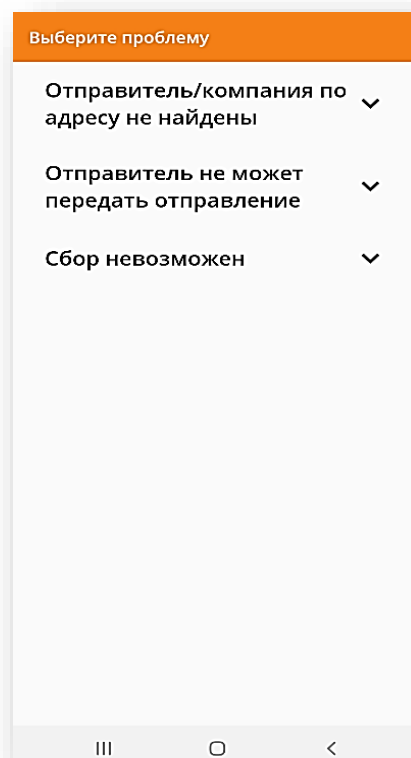 Выберите проблему
Отправитель/компания по
адресу не найдены
Отправитель не может
передать отправление
Сбор невозможен